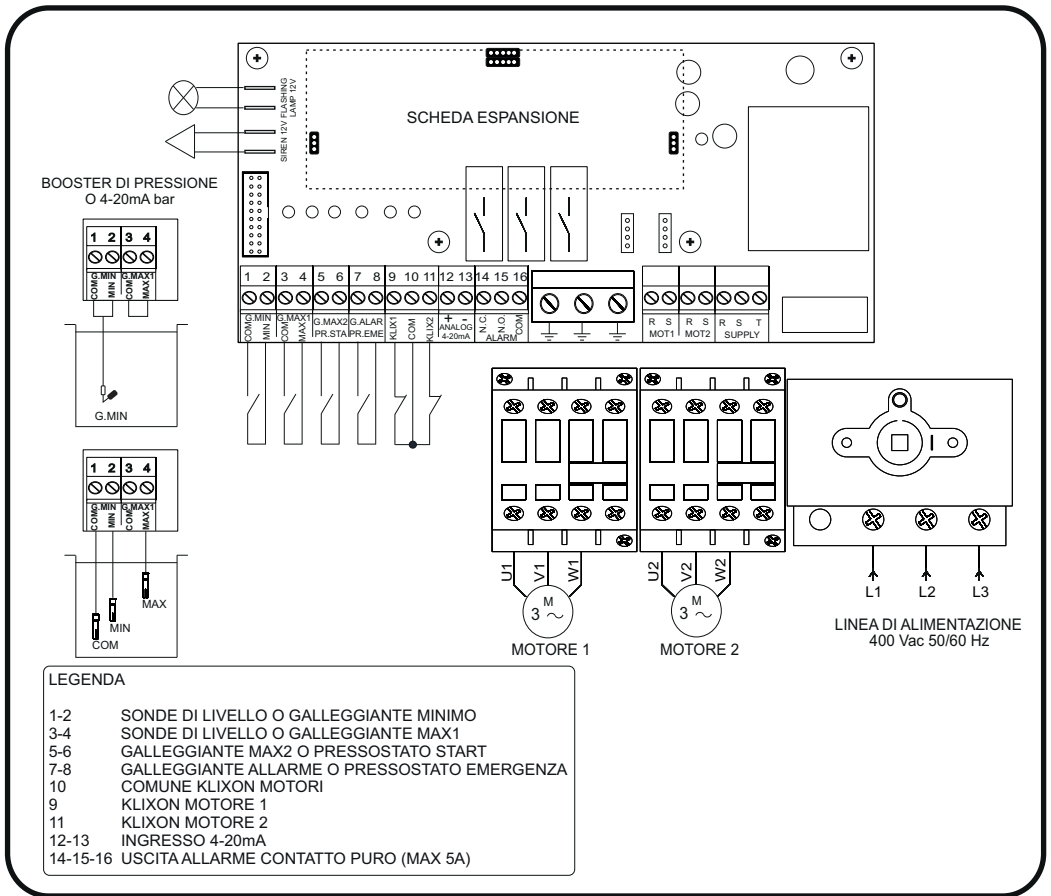 FLASHING
LAMP 12V
SIREN 12V
SCHEDA ESPANSIONE
BOOSTER DI PRESSIONE
O 4-20mA bar
1 2 3 4
COM G.MIN MIN COM G.MAX1 MAX1
G.MIN
1 2 3 4 5 6 7 8 9 10 11 12 13 14 15 16
COM G.MIN MIN COM G.MAX1 MAX1
G.MAX2
PR.STA
G.ALAR
PR.EME
KLIX1 COM KLIX2
+ -
ANALOG
4-20mA
N.C. N.O. COM
ALARM
R S R S R S T
MOT1 MOT2 SUPPLY
1 2 3 4
COM G.MIN MIN COM G.MAX1 MAX1
MAX
MIN
COM
U1 V1 W1
M
3 ~
MOTORE 1
U2 V2 W2
M
3 ~
MOTORE 2
L1 L2 L3
LINEA DI ALIMENTAZIONE
400 Vac 50/60 Hz
LEGENDA
1-2 SONDE DI LIVELLO O GALLEGGIANTE MINIMO
3-4 SONDE DI LIVELLO O GALLEGGIANTE MAX1
5-6 GALLEGGIANTE MAX2 O PRESSOSTATO START
7-8 GALLEGGIANTE ALLARME O PRESSOSTATO EMERGENZA
10 COMUNE KLIXON MOTORI
9 KLIXON MOTORE 1
11 KLIXON MOTORE 2
12-13 INGRESSO 4-20mA
14-15-16 USCITA ALLARME CONTATTO PURO (MAX 5A)